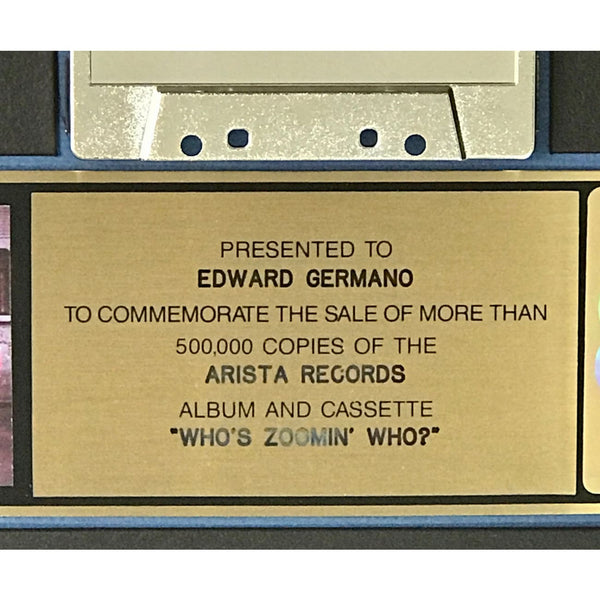 PRESENTED TO
EDWARD GERMANO
TO COMMEMORATE THE SALE OF MORE THAN
500,000 COPIES OF THE
ARISTA RECORDS
ALBUM AND CASSETTE
"WHO'S ZOOMIN' WHO?"